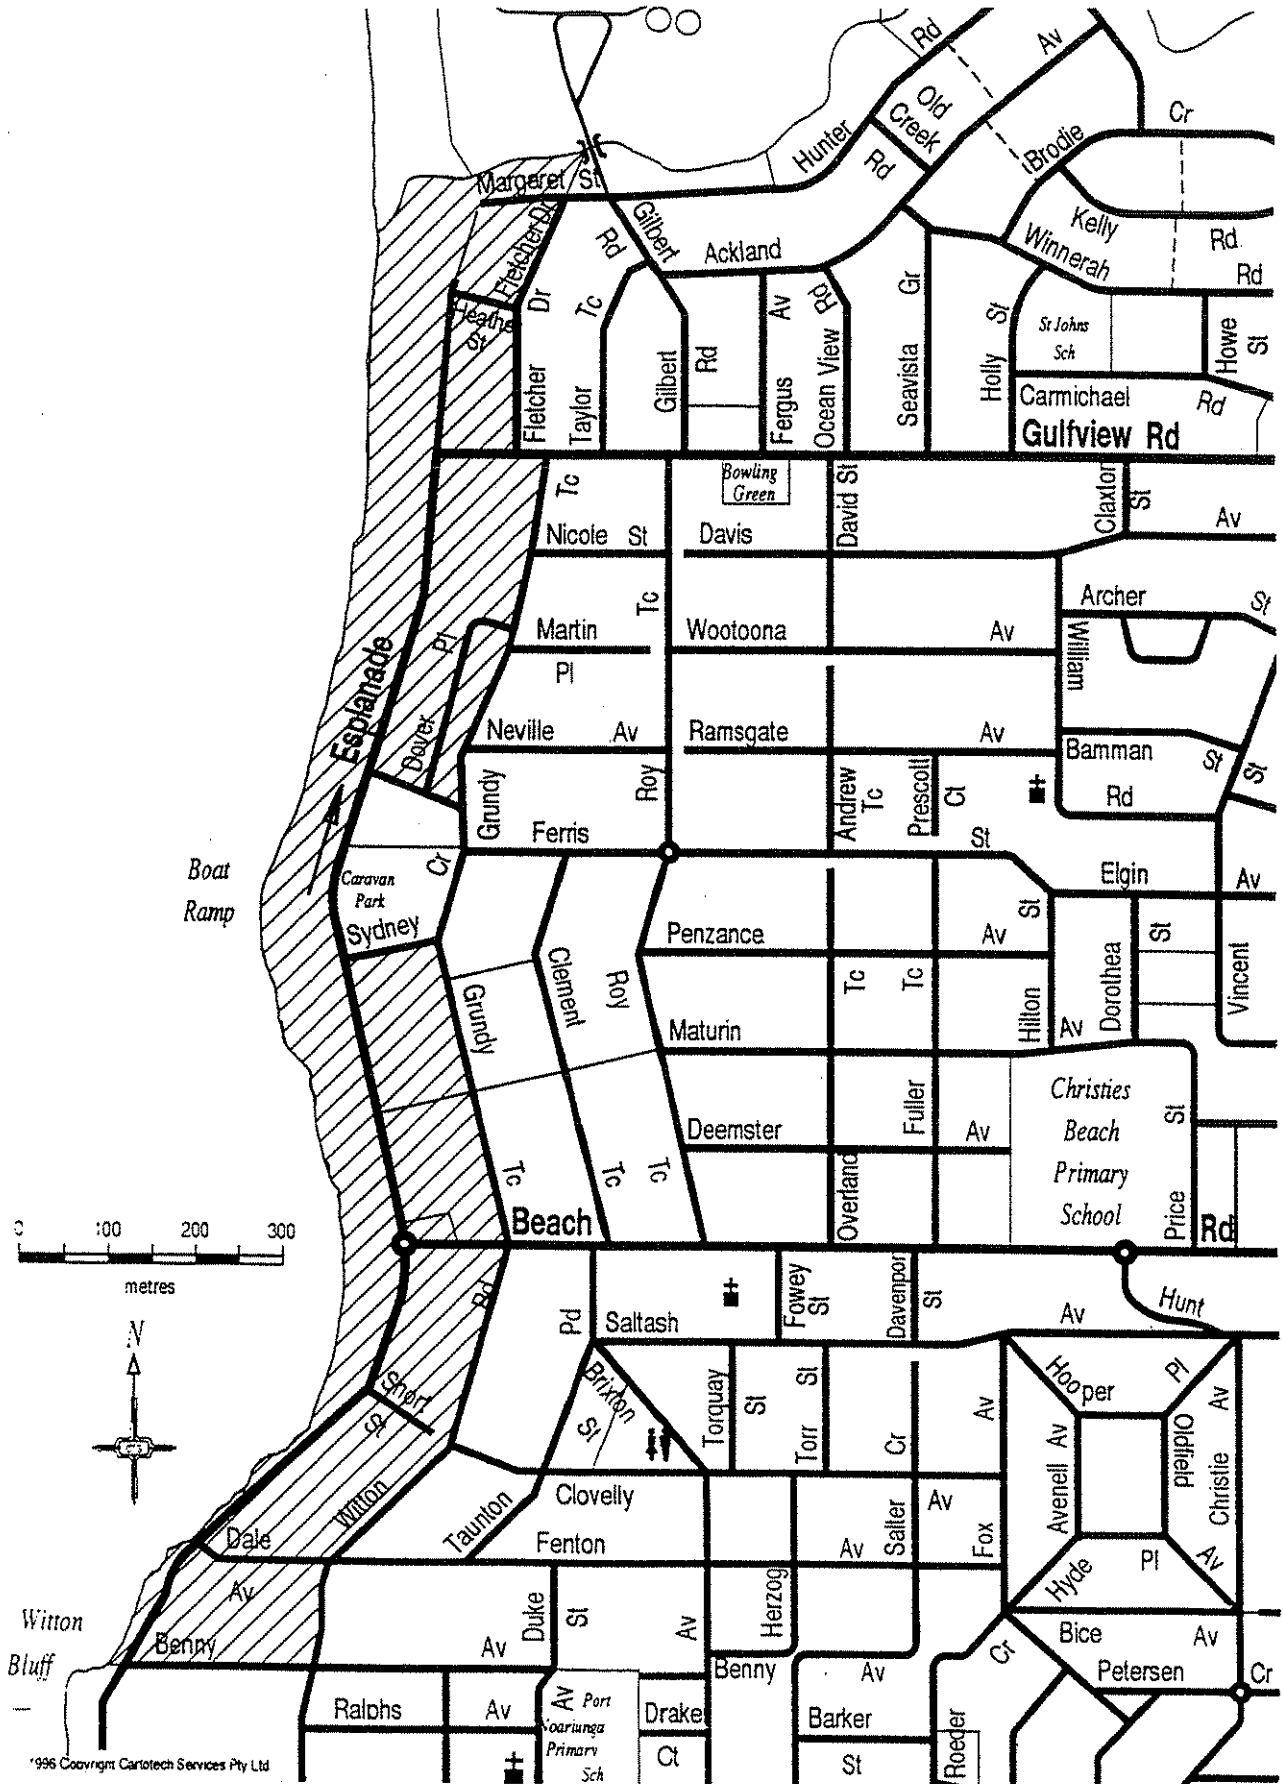 Rd
Av
Old
Creek
Rd
Hunter
Brodie
Cr
Margaret St
Gilbert
Rd
Ackland
Kelly
Rd
Winnerah
Rd
Fletcher Dr
Heather
St
Dr
Fletcher
Tc
Taylor
Gilbert
Rd
Av
Fergus
Rd
Ocean View
Gr
Seavista
St
Holly
St Johns
Sch
Howe
St
Carmichael
Rd
Gulfview Rd
Tc
Bowling
Green
David St
Claxton
St
Av
Nicole St
Davis
Tc
Archer
St
Martin
Pl
Wootoona
Av
William
Esplanade
Dover
Pl
Neville Av
Ramsgate
Av
Bamman
St
St
Roy
Grundy
Cr
Andrew
Tc
Prescott
Ct
Rd
Ferris
St
Boat
Ramp
Caravan
Park
Sydney
Elgin
Av
Penzance
Av
St
Hilton
St
Dorothea
Vincent
Grundy
Clement
Roy
Tc
Tc
Maturin
Av
Christies
Beach
Primary
School
Fuller
Deemster
Av
St
Price
Tc
Tc
Tc
Overland
Beach
Rd
0 100 200 300
metres
N
Rd
Pd
Saltash
Fowey
St
Davenpor
St
Av
Hunt
Short
St
Brixton
St
Torquay
St
St
Torr
Cr
Salter
Av
Fox
Hooper
Pl
Avenell Av
Oldfield
Av
Christie
Witton
Taunton
Clovelly
Av
Dale
Av
Fenton
Av
Hyde
Pl
Av
Witton
Bluff
Benny
Av
Duke
St
Av
Herzog
Benny
Av
Cr
Bice
Av
Petersen
Cr
Ralphs
Av
Av
Port
Noarlunga
Primary
Sch
Drake
Ct
Barker
St
Roeder
1996 Copyright Cartotech Services Pty Ltd